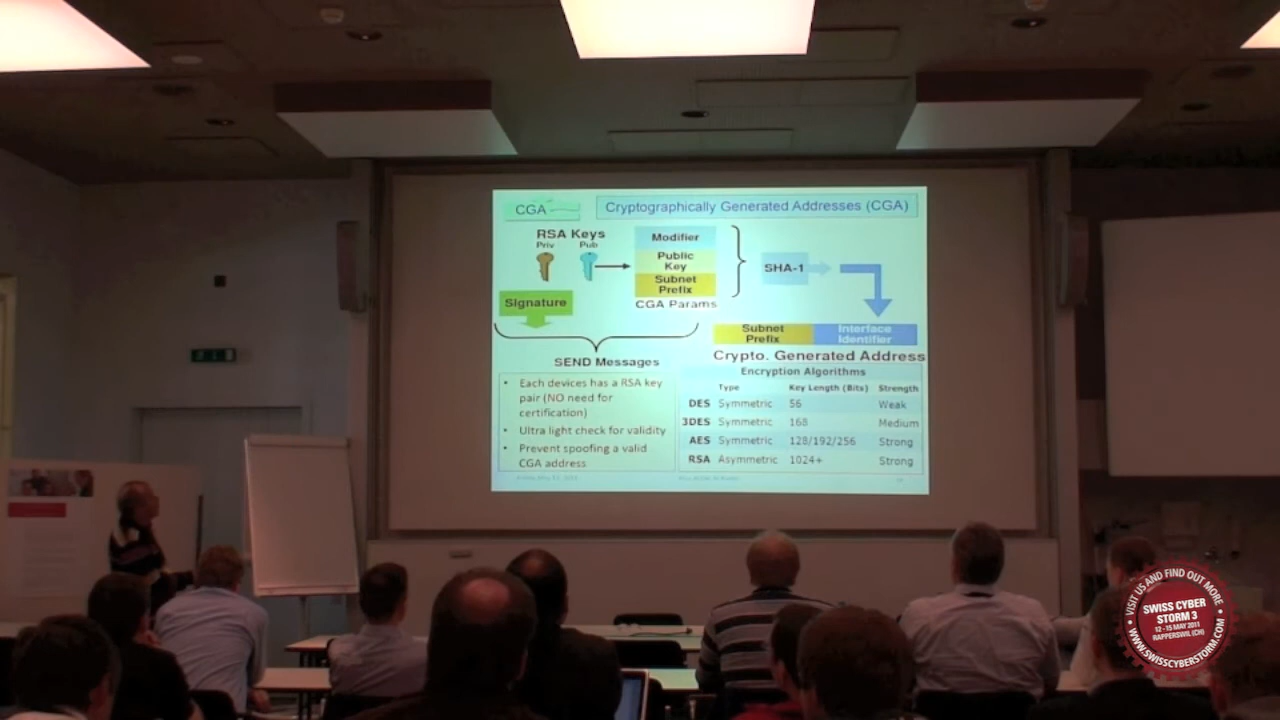 CGA
Cryptographically Generated Addresses (CGA)
RSA Keys
Priv
Pub
Modifier
Public
Key
Subnet
Prefix
CGA Params
SHA-1
Signature
SEND Messages
Subnet
Prefix
Interface
Identifier
Crypto. Generated Address
• Each devices has a RSA key
pair (NO need for
certification)
• Ultra light check for validity
• Prevent spoofing a valid
CGA address
Encryption Algorithms
Type Key Length (Bits) Strength
DES Symmetric 56 Weak
3DES Symmetric 168 Medium
AES Symmetric 128/192/256 Strong
RSA Asymmetric 1024+ Strong
VISIT US AND FIND OUT MORE
SWISS CYBER
STORM 3
12 - 15 MAY 2011
RAPPERSWIL (CH)
WWW.SWISSCYBERSTORM.COM